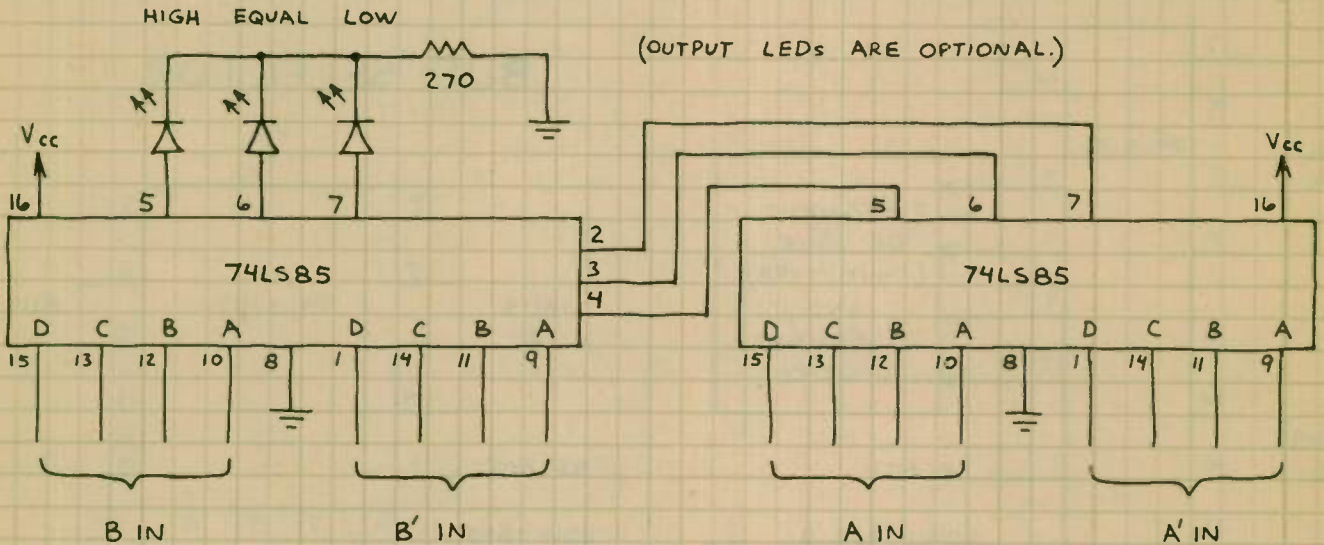 HIGH EQUAL LOW
(OUTPUT LEDs ARE OPTIONAL.)
270
Vcc Vcc
16 5 6 7 5 6 7 16
2
3
4
74LS85 74LS85
D C B A D C B A D C B A D C B A
15 13 12 10 8 1 14 11 9 15 13 12 10 8 1 14 11 9
B IN B' IN A IN A' IN